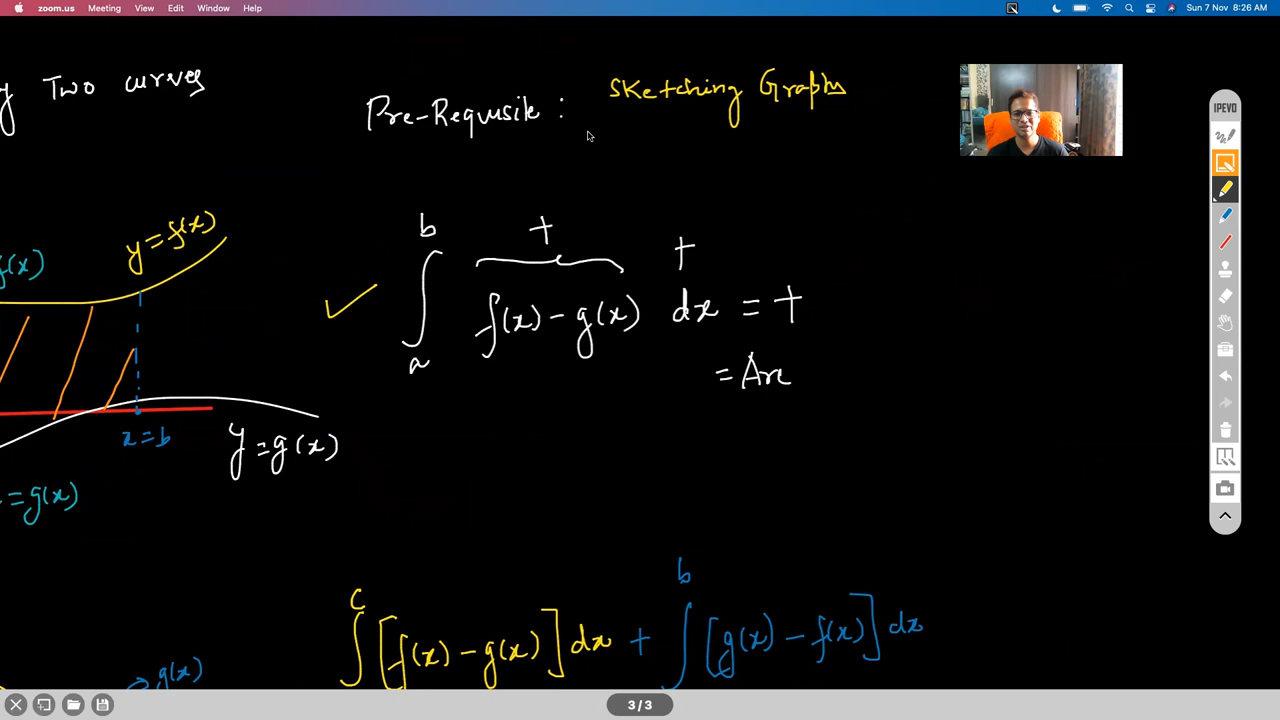 zoom.us Meeting View Edit Window Help Sun 7 Nov 8:26 AM
Two curves
Pre-Requisite : Sketching Graphs
IPEVO
y=f(x)
b + +
∫ f(x)-g(x) dx = +
a
= Are
x=b
y=g(x)
=g(x)
c b
∫ [f(x)-g(x)] dx + ∫ [g(x)-f(x)] dx
→ g(x)
3 / 3